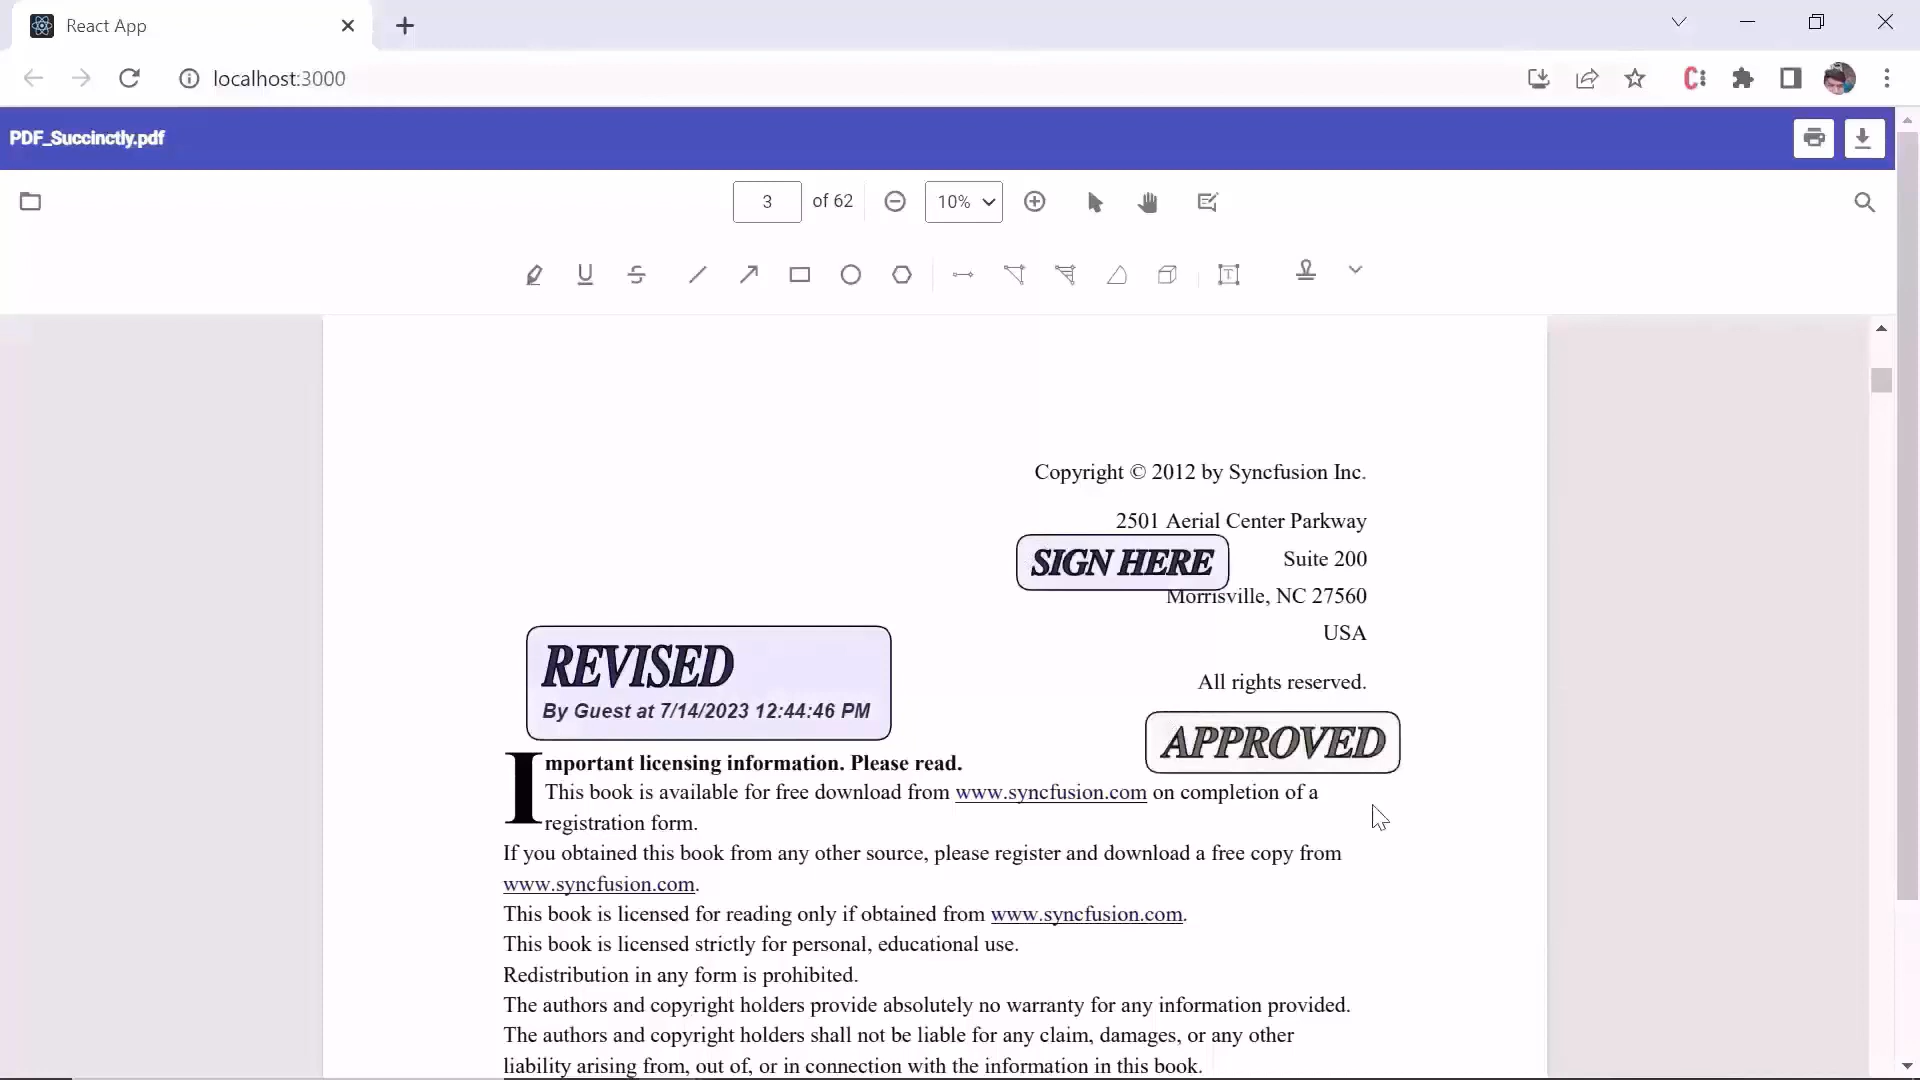 React App
localhost:3000
PDF_Succinctly.pdf
3 of 62 10%
Copyright © 2012 by Syncfusion Inc.
2501 Aerial Center Parkway
SIGN HERE
Suite 200
Morrisville, NC 27560
USA
REVISED
By Guest at 7/14/2023 12:44:46 PM
All rights reserved.
APPROVED
Important licensing information. Please read.
This book is available for free download from www.syncfusion.com on completion of a
registration form.
If you obtained this book from any other source, please register and download a free copy from
www.syncfusion.com.
This book is licensed for reading only if obtained from www.syncfusion.com.
This book is licensed strictly for personal, educational use.
Redistribution in any form is prohibited.
The authors and copyright holders provide absolutely no warranty for any information provided.
The authors and copyright holders shall not be liable for any claim, damages, or any other
liability arising from, out of, or in connection with the information in this book.